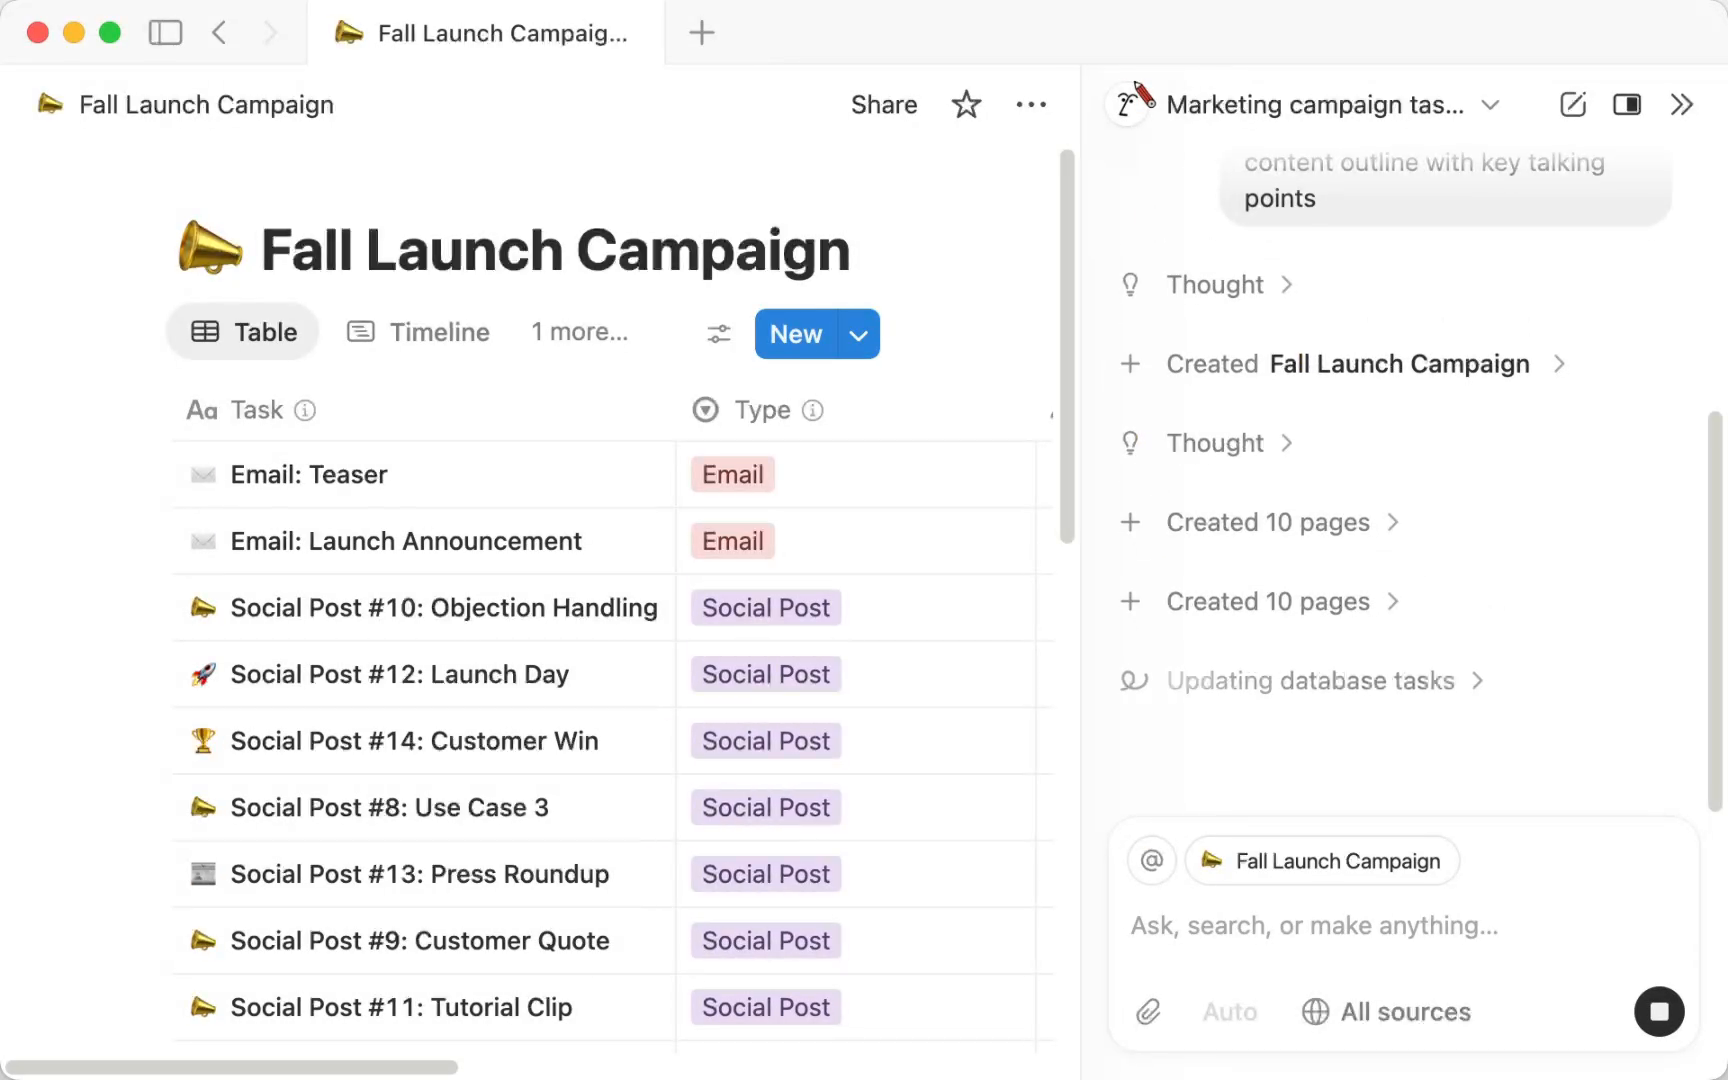 Fall Launch Campaig...
Fall Launch Campaign
Share
Marketing campaign tas...
content outline with key talking
points
Fall Launch Campaign
Table
Timeline
1 more...
New
Aa Task
Type
Email: Teaser
Email
Email: Launch Announcement
Email
Social Post #10: Objection Handling
Social Post
Social Post #12: Launch Day
Social Post
Social Post #14: Customer Win
Social Post
Social Post #8: Use Case 3
Social Post
Social Post #13: Press Roundup
Social Post
Social Post #9: Customer Quote
Social Post
Social Post #11: Tutorial Clip
Social Post
Thought
Created Fall Launch Campaign
Thought
Created 10 pages
Created 10 pages
Updating database tasks
@ Fall Launch Campaign
Ask, search, or make anything...
Auto
All sources